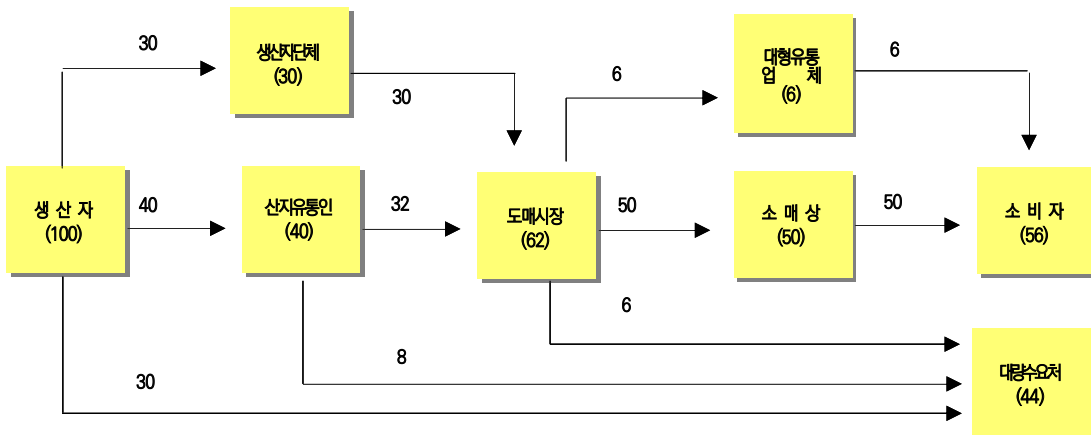 30
생산자단체
(30)
30
6
대형유통
업 체
(6)
6
생 산 자
(100)
40
산지유통인
(40)
32
도매시장
(62)
50
소 매 상
(50)
50
소 비 자
(56)
6
8
30
대량수요처
(44)